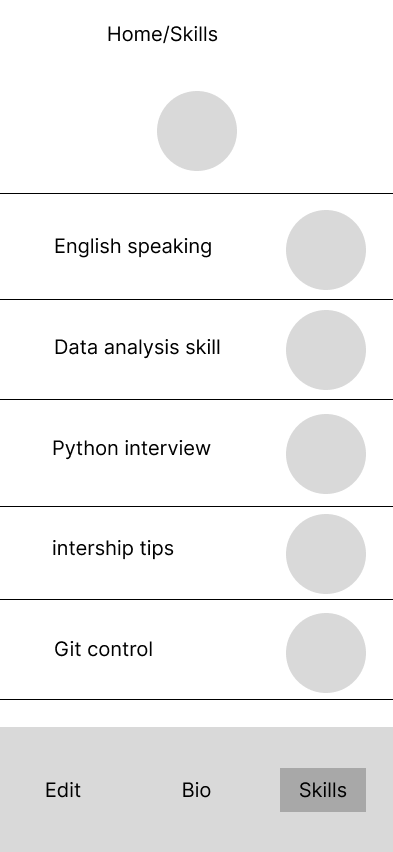 Home/Skills
English speaking
Data analysis skill
Python interview
intership tips
Git control
Edit
Bio
Skills